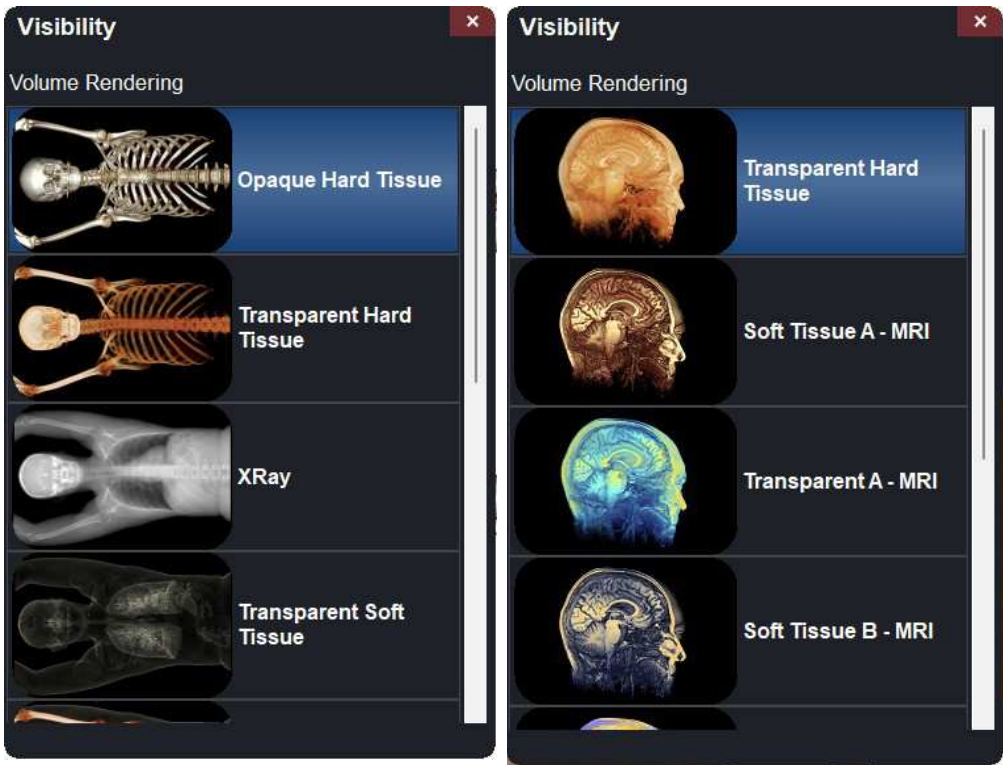 Visibility
×
Volume Rendering
Opaque Hard Tissue
Transparent Hard
Tissue
XRay
Transparent Soft
Tissue
Visibility
×
Volume Rendering
Transparent Hard
Tissue
Soft Tissue A - MRI
Transparent A - MRI
Soft Tissue B - MRI